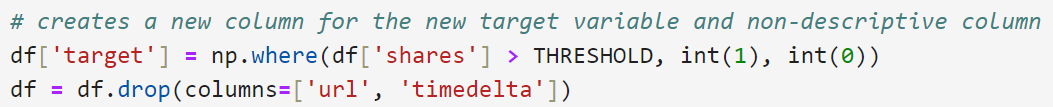 # creates a new column for the new target variable and non-descriptive column
df['target'] = np.where(df['shares'] > THRESHOLD, int(1), int(0))
df = df.drop(columns=['url', 'timedelta'])